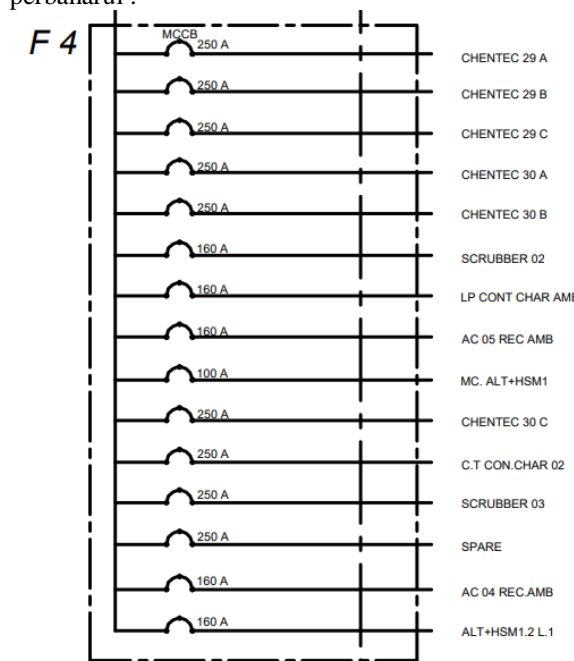 F 4
MCCB
250 A
CHENTEC 29 A
250 A
CHENTEC 29 B
250 A
CHENTEC 29 C
250 A
CHENTEC 30 A
250 A
CHENTEC 30 B
160 A
SCRUBBER 02
160 A
LP CONT CHAR AMB
160 A
AC 05 REC AMB
100 A
MC. ALT+HSM1
250 A
CHENTEC 30 C
250 A
C.T CON.CHAR 02
250 A
SCRUBBER 03
250 A
SPARE
160 A
AC 04 REC.AMB
160 A
ALT+HSM1.2 L.1